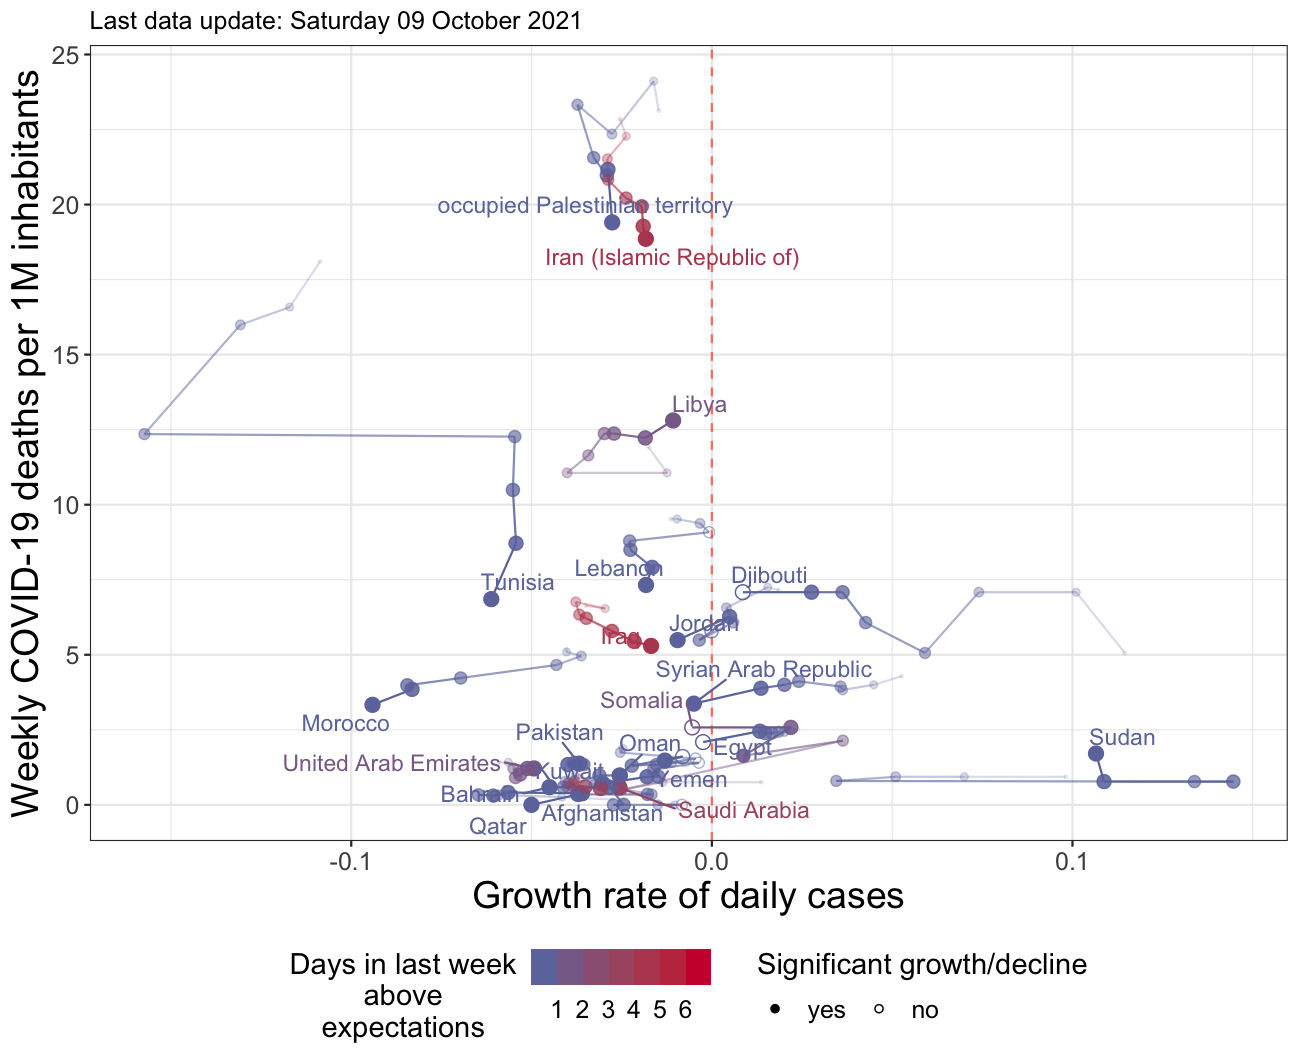 Last data update: Saturday 09 October 2021
Weekly COVID-19 deaths per 1M inhabitants
25
20
15
10
5
0
occupied Palestinian territory
Iran (Islamic Republic of)
Libya
Tunisia
Lebanon
Djibouti
Jordan
Iraq
Syrian Arab Republic
Somalia
Morocco
Pakistan
Oman
Egypt
Sudan
United Arab Emirates
Kuwait
Yemen
Bahrain
Afghanistan
Saudi Arabia
Qatar
-0.1
0.0
0.1
Growth rate of daily cases
Days in last week
above
expectations
1 2 3 4 5 6
Significant growth/decline
yes no